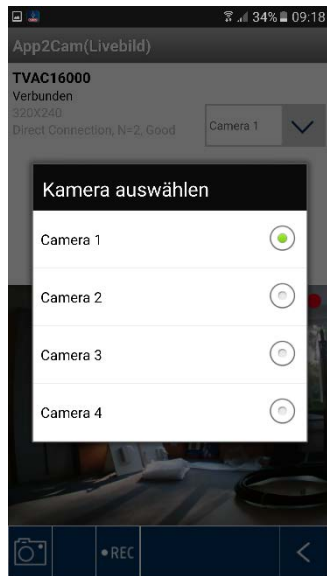 34% 09:18
App2Cam(Livebild)
TVAC16000
Verbunden
320X240
Direct Connection, N=2, Good
Camera 1
Kamera auswählen
Camera 1
Camera 2
Camera 3
Camera 4
REC